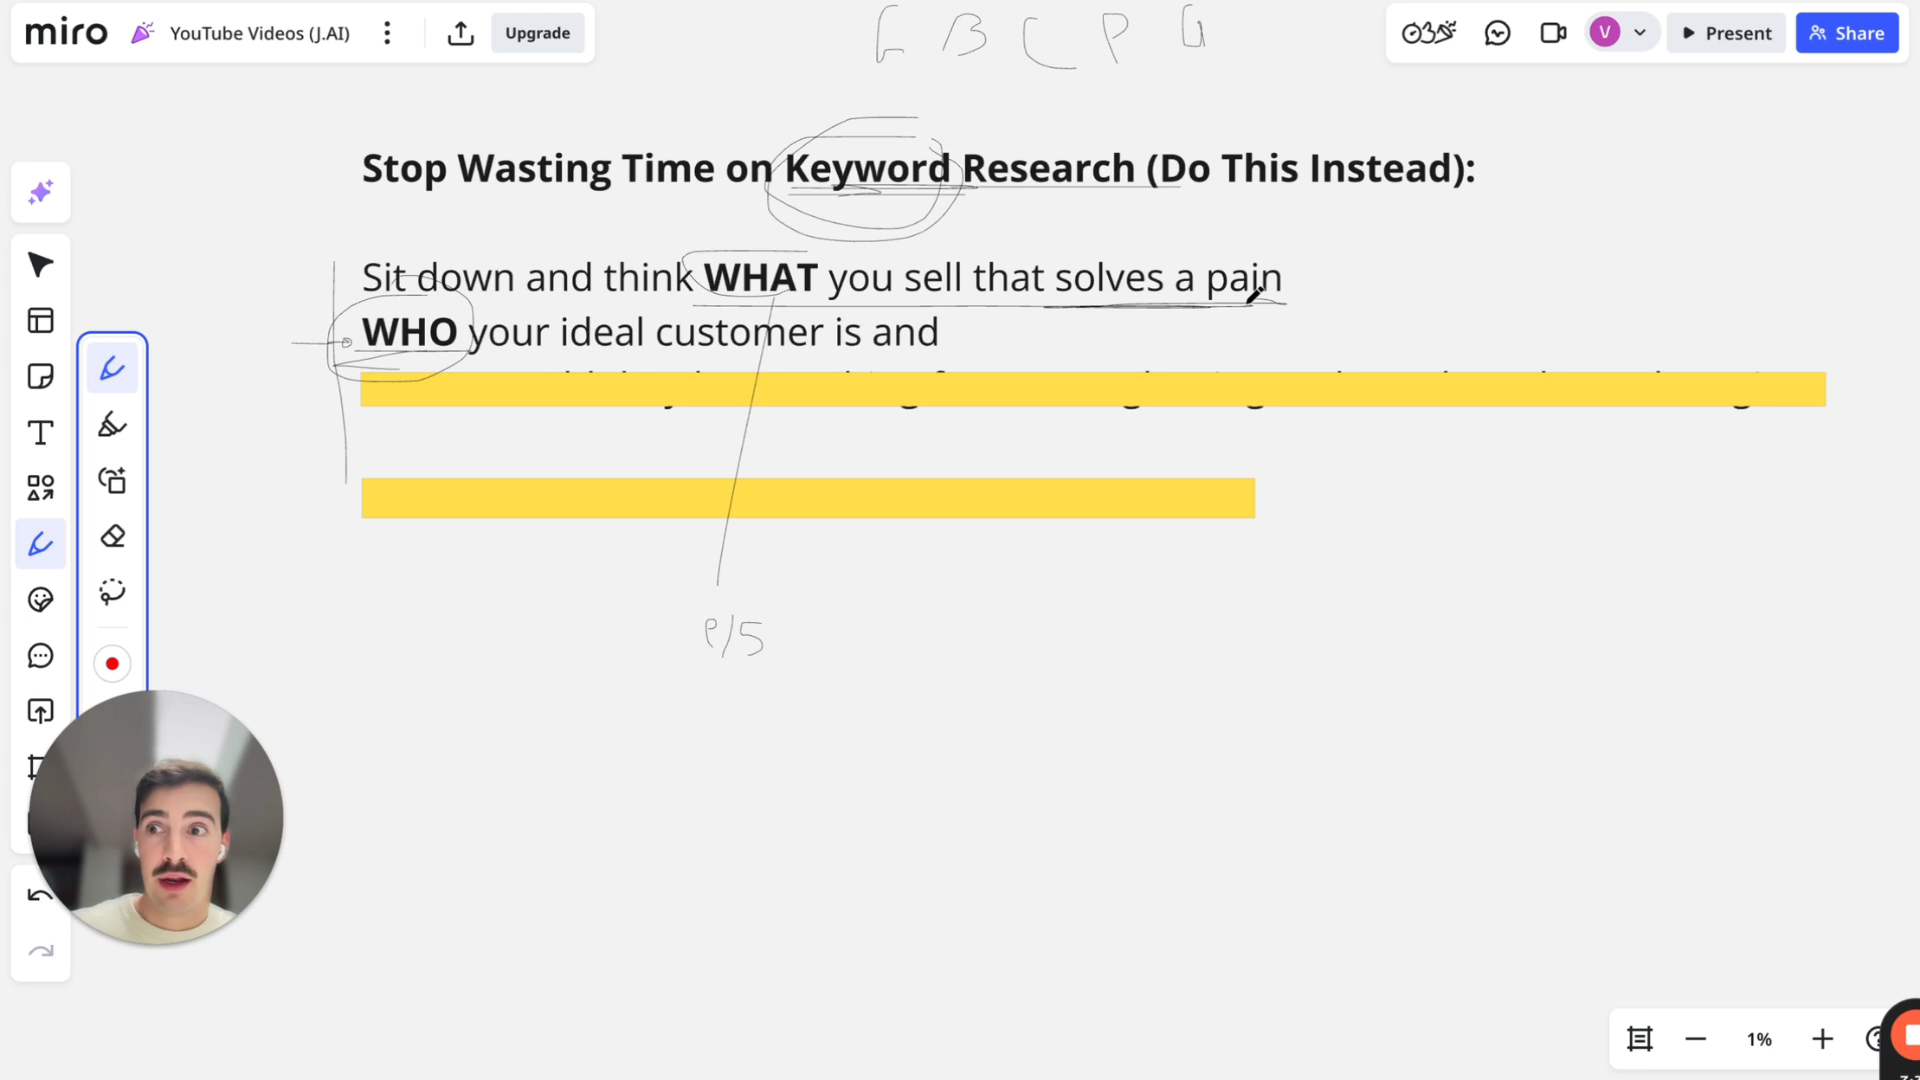 miro YouTube Videos (J.AI) Upgrade
V Present Share
Stop Wasting Time on Keyword Research (Do This Instead):
Sit down and think WHAT you sell that solves a pain
WHO your ideal customer is and
P/S
1%